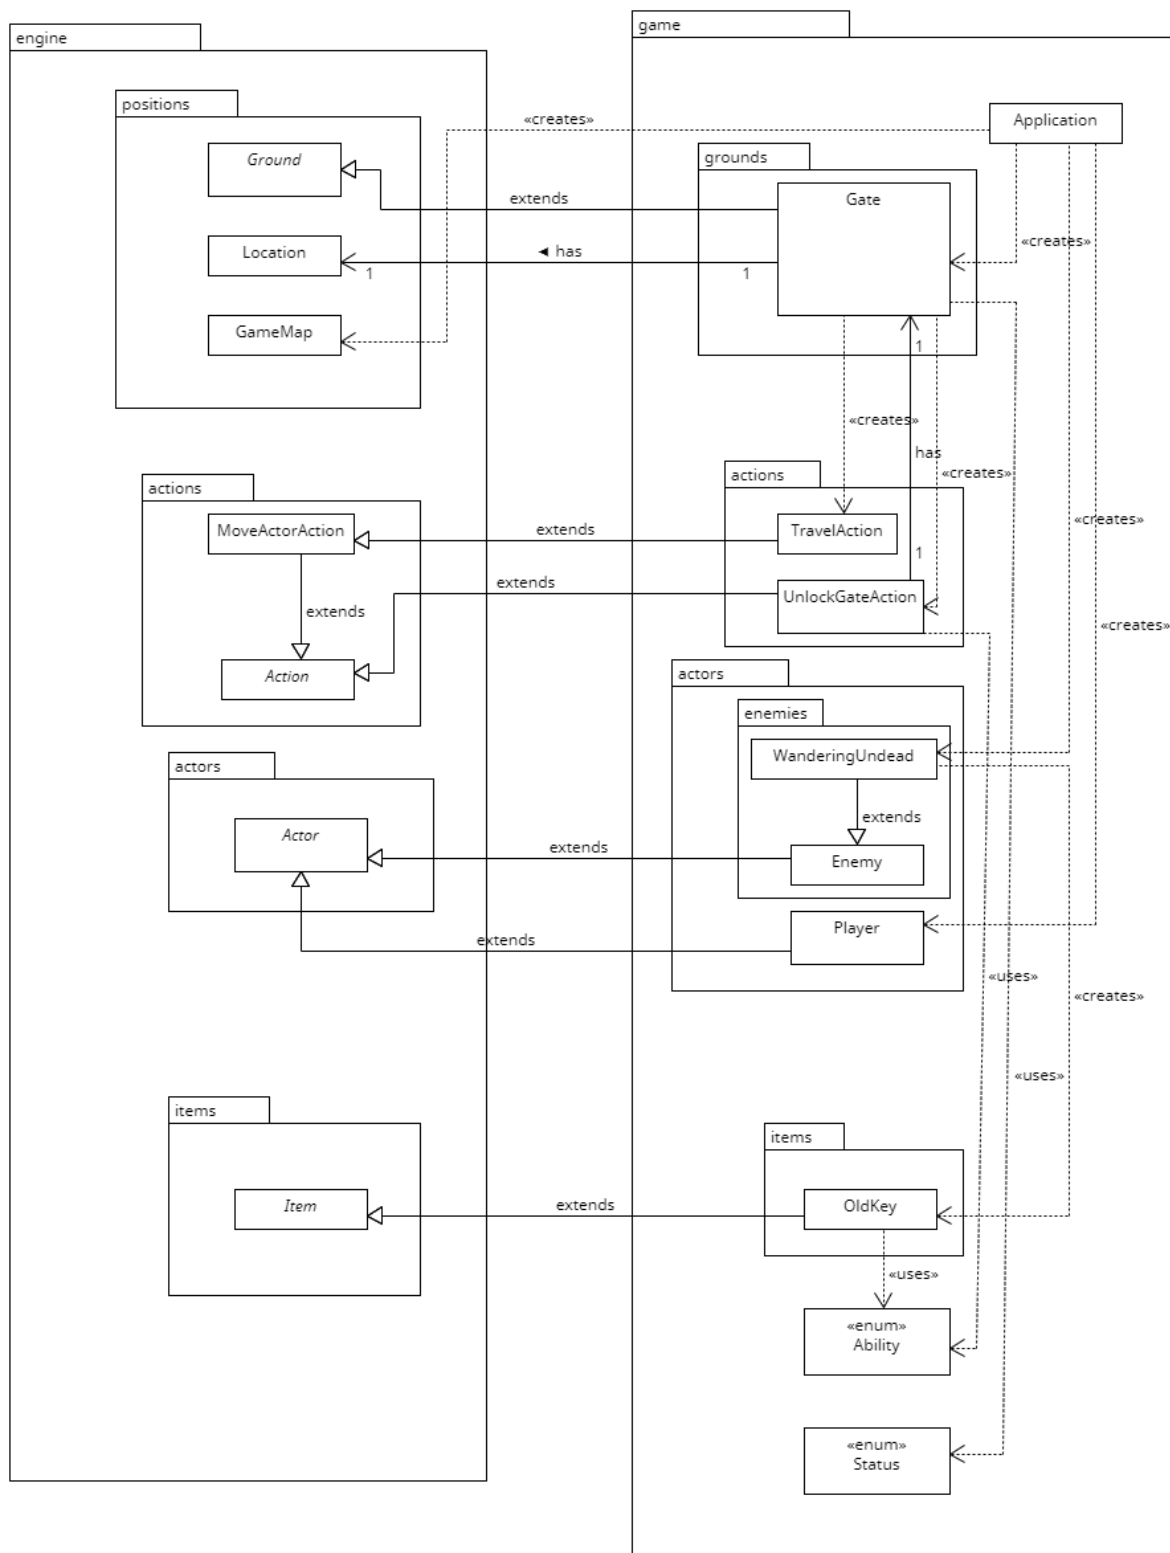 engine
game
positions
«creates»
Application
Ground
grounds
extends
Gate
Location
◄ has
1
1
«creates»
GameMap
1
«creates»
has
«creates»
actions
actions
MoveActorAction
extends
TravelAction
«creates»
1
extends
UnlockGateAction
extends
«creates»
Action
actors
enemies
actors
WanderingUndead
extends
Actor
extends
Enemy
Player
extends
«uses»
«creates»
«uses»
items
items
Item
extends
OldKey
«uses»
«enum»
Ability
«enum»
Status